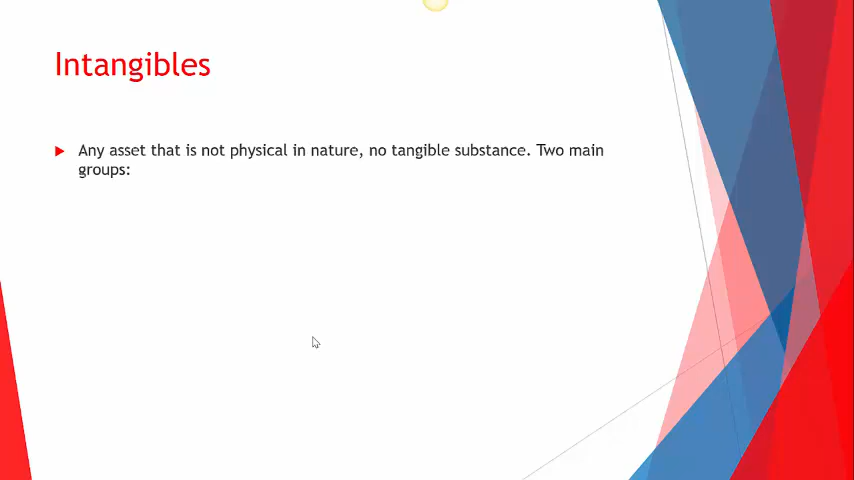 Intangibles
Any asset that is not physical in nature, no tangible substance. Two main
groups: